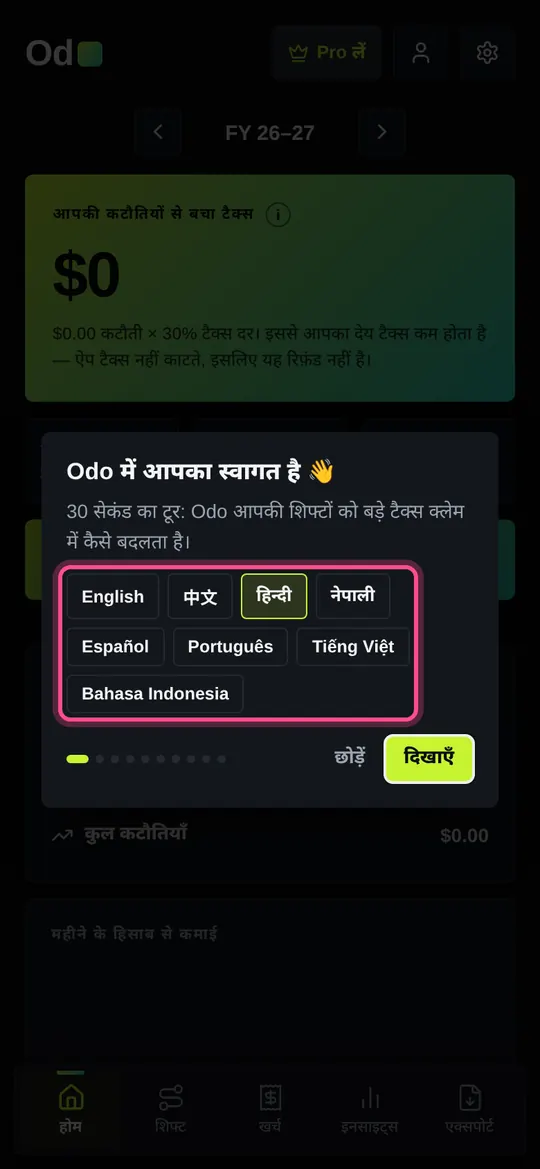 Od
Pro लें
FY 26–27
आपकी कटौतियों से बचा टैक्स
$0
$0.00 कटौती × 30% टैक्स दर। इससे आपका देय टैक्स कम होता है
— ऐप टैक्स नहीं काटते, इसलिए यह रिफ़ंड नहीं है।
Odo में आपका स्वागत है 👋
30 सेकंड का टूर: Odo आपकी शिफ्टों को बड़े टैक्स क्लेम
में कैसे बदलता है।
English 中文 हिन्दी नेपाली
Español Português Tiếng Việt
Bahasa Indonesia
छोड़ें दिखाएँ
कुल कटौतियाँ $0.00
महीने के हिसाब से कमाई
होम शिफ्ट खर्च इनसाइट्स एक्सपोर्ट